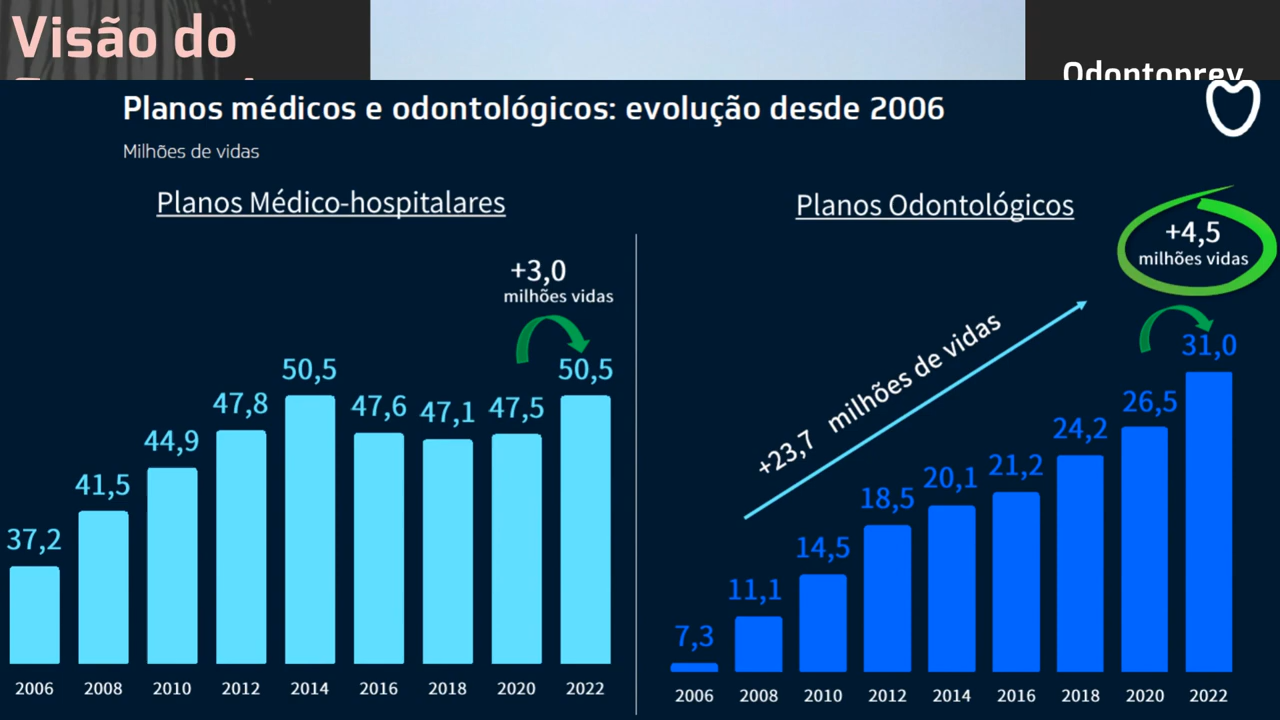 Visão do
Odontoprev
Planos médicos e odontológicos: evolução desde 2006
Milhões de vidas
Planos Médico-hospitalares
+3,0
milhões vidas
37,2
41,5
44,9
47,8
50,5
47,6
47,1
47,5
50,5
2006 2008 2010 2012 2014 2016 2018 2020 2022
Planos Odontológicos
+4,5
milhões vidas
+23,7 milhões de vidas
7,3
11,1
14,5
18,5
20,1
21,2
24,2
26,5
31,0
2006 2008 2010 2012 2014 2016 2018 2020 2022